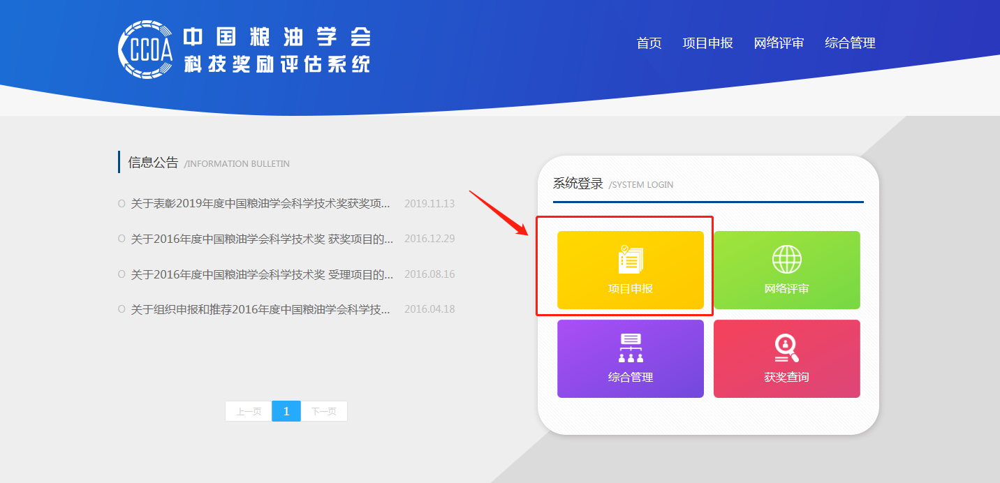 CCOA
中国粮油学会
科技奖励评估系统
首页 项目申报 网络评审 综合管理
信息公告 /INFORMATION BULLETIN
关于表彰2019年度中国粮油学会科学技术奖获奖项... 2019.11.13
关于2016年度中国粮油学会科学技术奖 获奖项目的... 2016.12.29
关于2016年度中国粮油学会科学技术奖 受理项目的... 2016.08.16
关于组织申报和推荐2016年度中国粮油学会科学技... 2016.04.18
上一页 1 下一页
系统登录 /SYSTEM LOGIN
项目申报
网络评审
综合管理
获奖查询